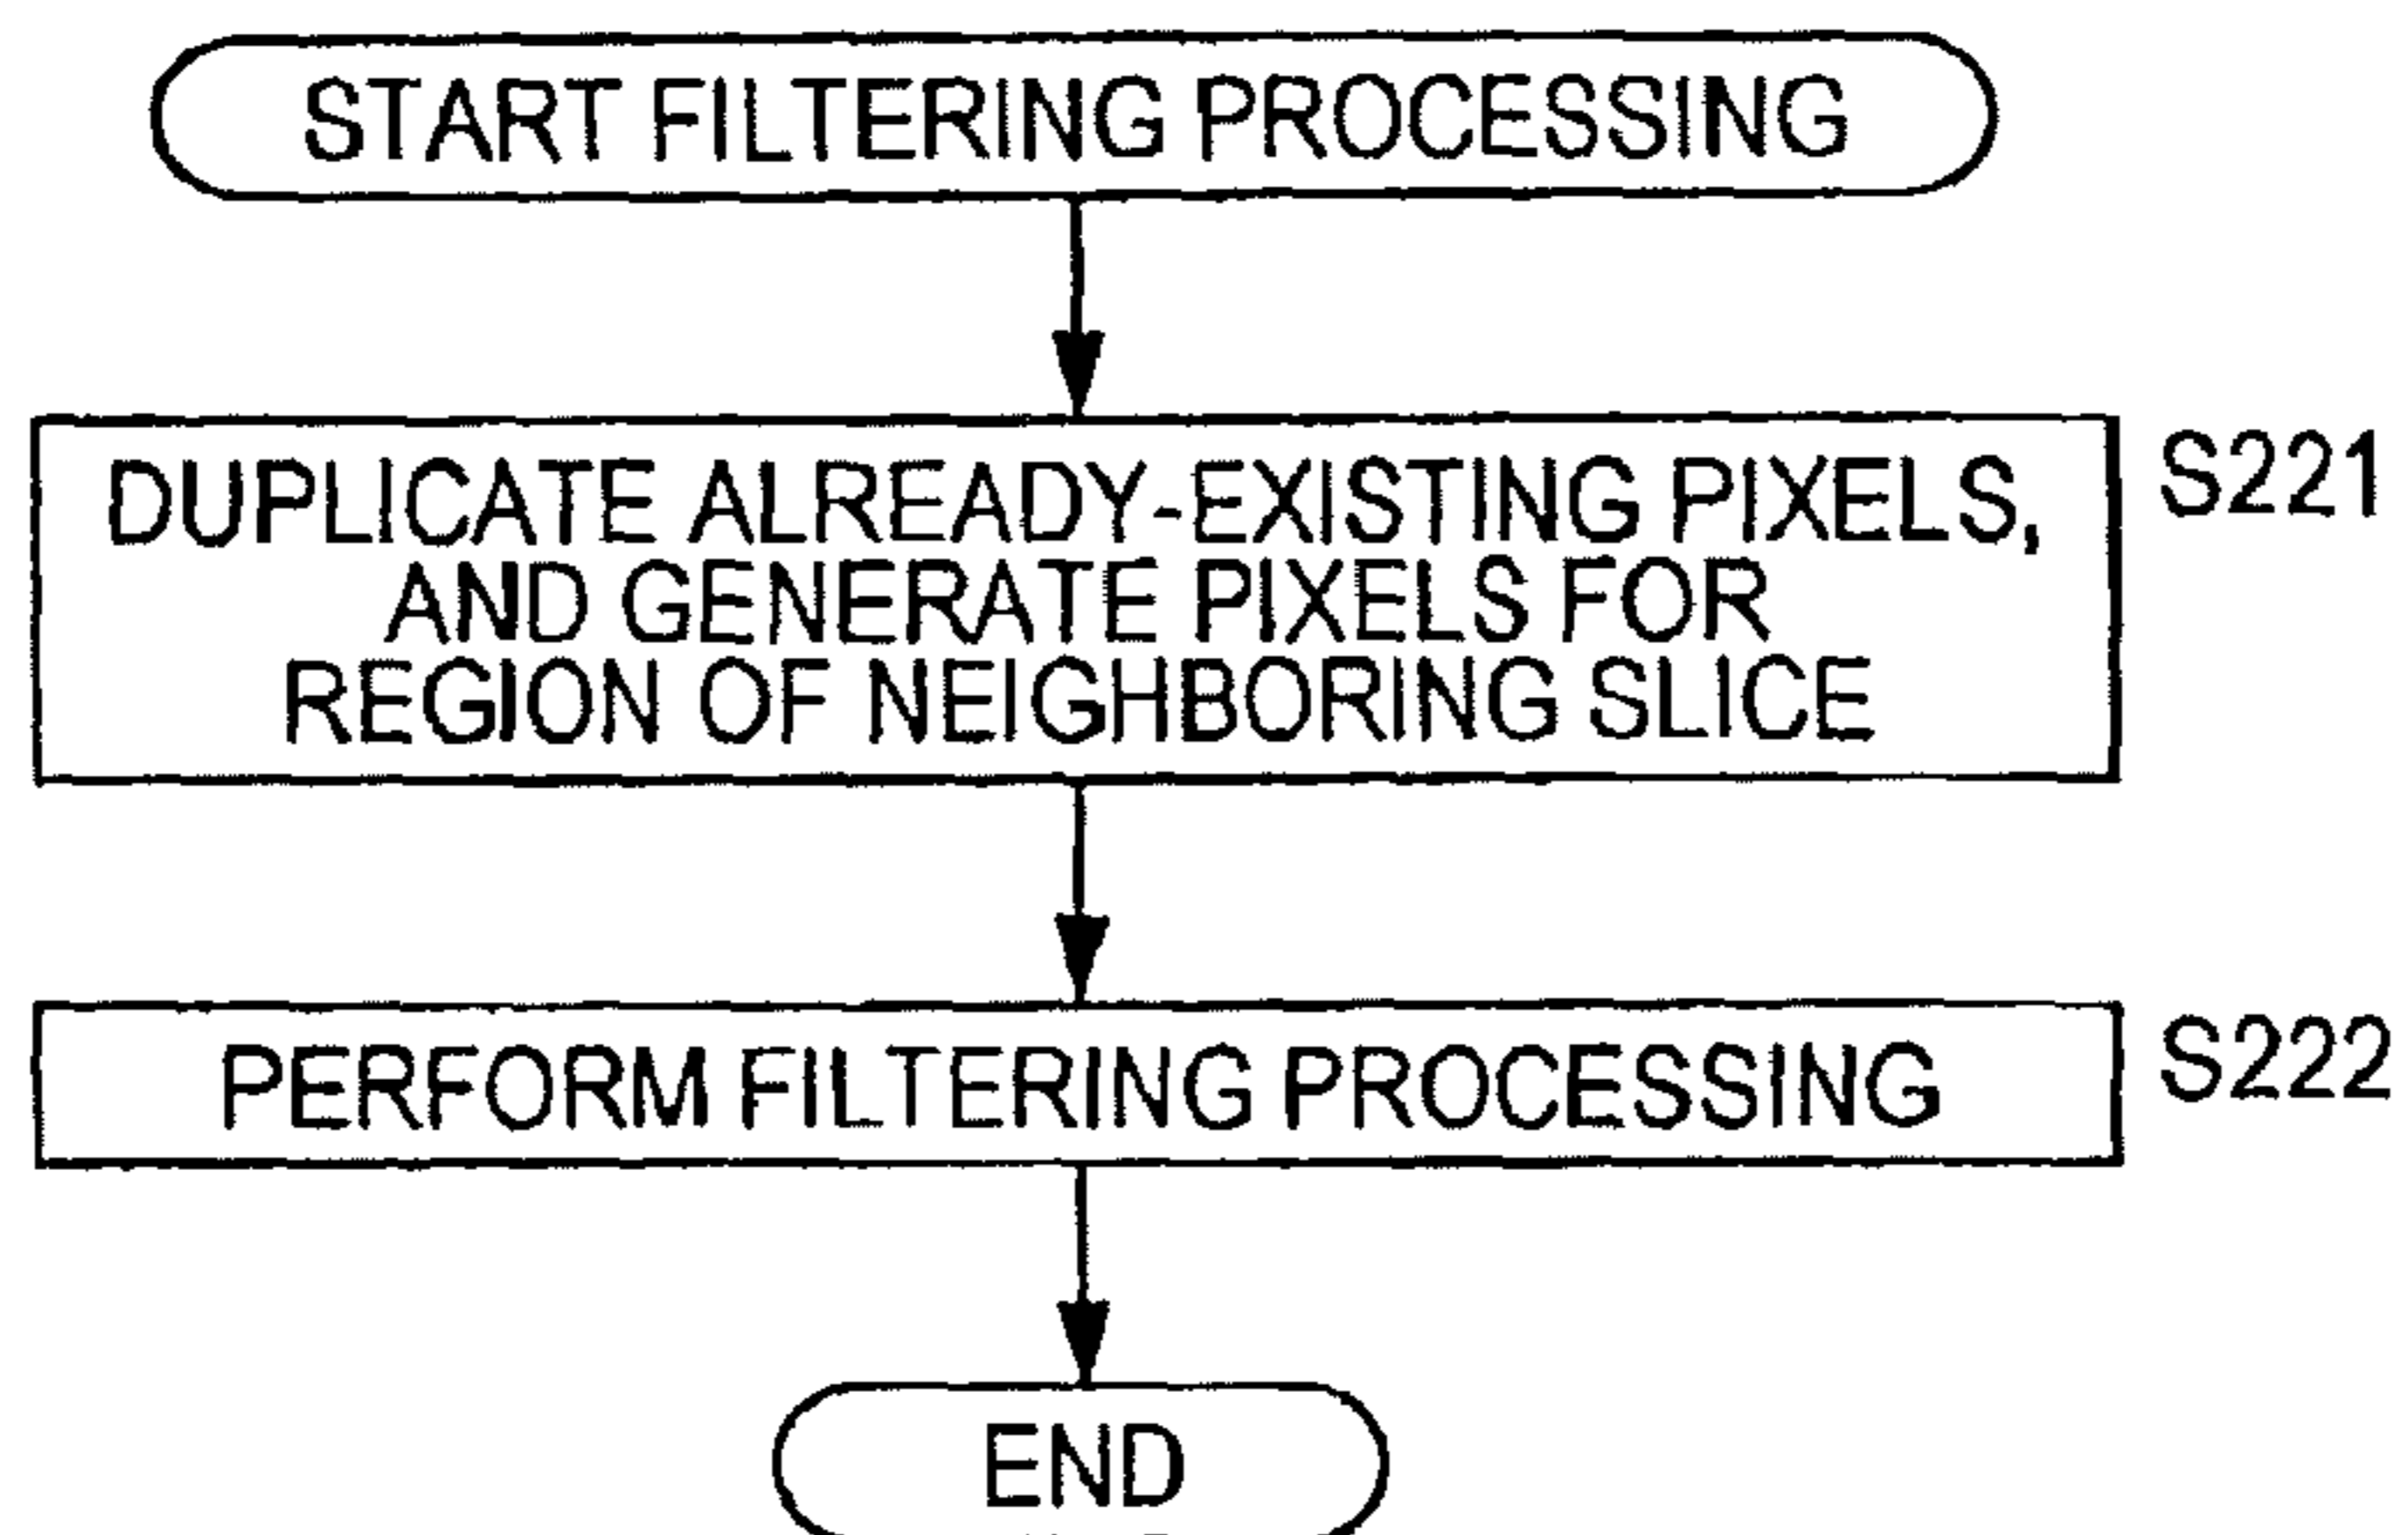 START FILTERING PROCESSING
DUPLICATE ALREADY-EXISTING PIXELS,
AND GENERATE PIXELS FOR
REGION OF NEIGHBORING SLICE
S221
PERFORM FILTERING PROCESSING
S222
END